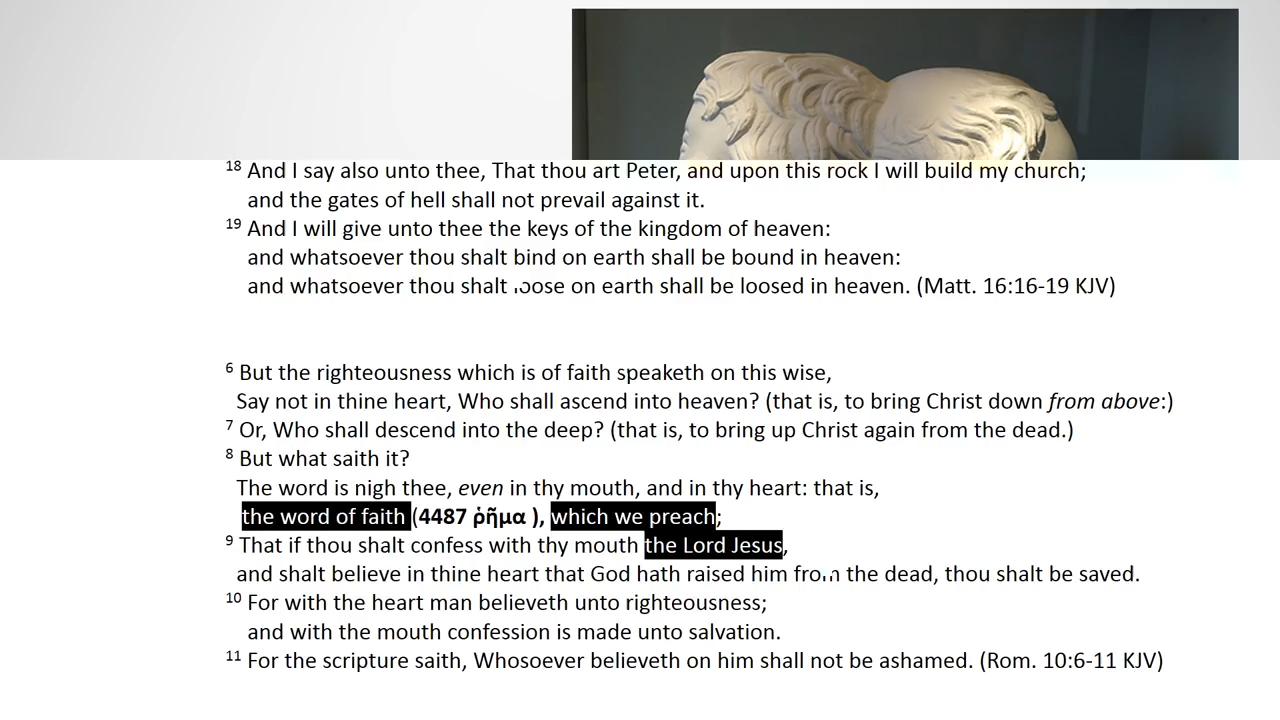 18 And I say also unto thee, That thou art Peter, and upon this rock I will build my church;
and the gates of hell shall not prevail against it.
19 And I will give unto thee the keys of the kingdom of heaven:
and whatsoever thou shalt bind on earth shall be bound in heaven:
and whatsoever thou shalt loose on earth shall be loosed in heaven. (Matt. 16:16-19 KJV)
6 But the righteousness which is of faith speaketh on this wise,
Say not in thine heart, Who shall ascend into heaven? (that is, to bring Christ down from above:)
7 Or, Who shall descend into the deep? (that is, to bring up Christ again from the dead.)
8 But what saith it?
The word is nigh thee, even in thy mouth, and in thy heart: that is,
the word of faith (4487 ῥῆμα ), which we preach;
9 That if thou shalt confess with thy mouth the Lord Jesus,
and shalt believe in thine heart that God hath raised him from the dead, thou shalt be saved.
10 For with the heart man believeth unto righteousness;
and with the mouth confession is made unto salvation.
11 For the scripture saith, Whosoever believeth on him shall not be ashamed. (Rom. 10:6-11 KJV)